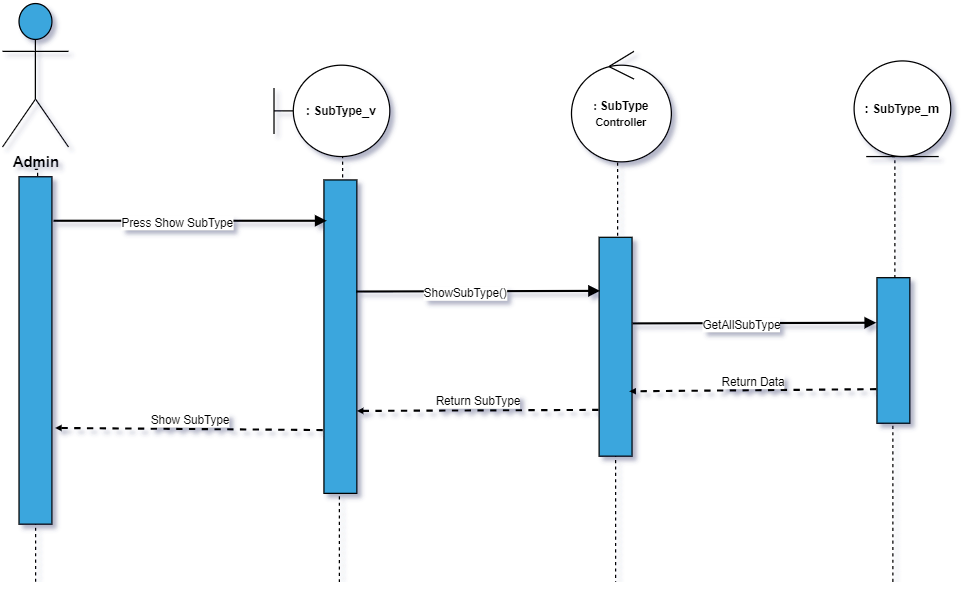 : SubType_v
: SubType
Controller
: SubType_m
Admin
Press Show SubType
ShowSubType()
GetAllSubType
Return Data
Return SubType
Show SubType